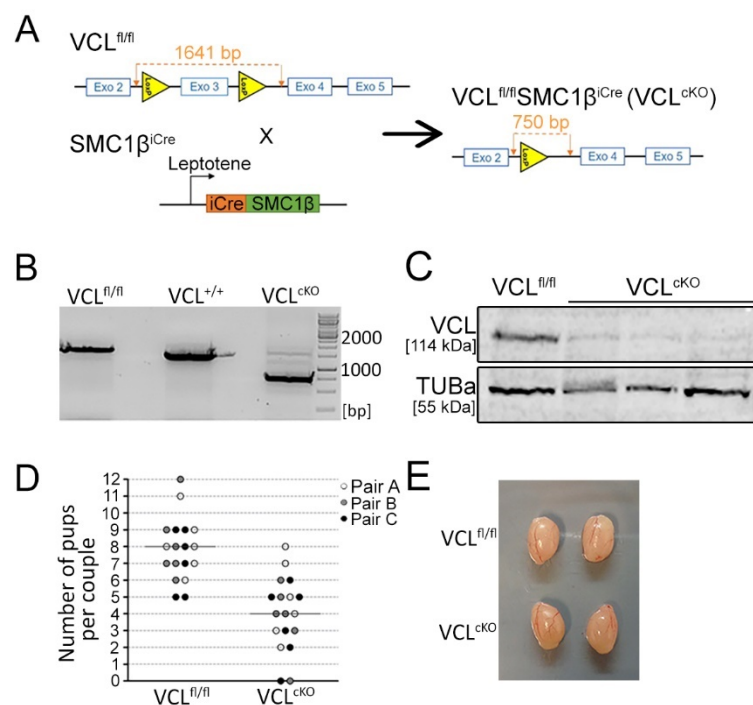 A
VCL^fl/fl
1641 bp
Exo 2 LoxP Exo 3 LoxP Exo 4 Exo 5
X
SMC1β^iCre
Leptotene
iCre SMC1β
VCL^fl/fl SMC1β^iCre (VCL^cKO)
750 bp
Exo 2 LoxP Exo 4 Exo 5
B
VCL^fl/fl VCL^+/+ VCL^cKO
2000
1000
[bp]
C
VCL^fl/fl VCL^cKO
VCL
[114 kDa]
TUBa
[55 kDa]
D
Number of pups
per couple
12
11
10
9
8
7
6
5
4
3
2
1
0
Pair A
Pair B
Pair C
VCL^fl/fl VCL^cKO
E
VCL^fl/fl
VCL^cKO